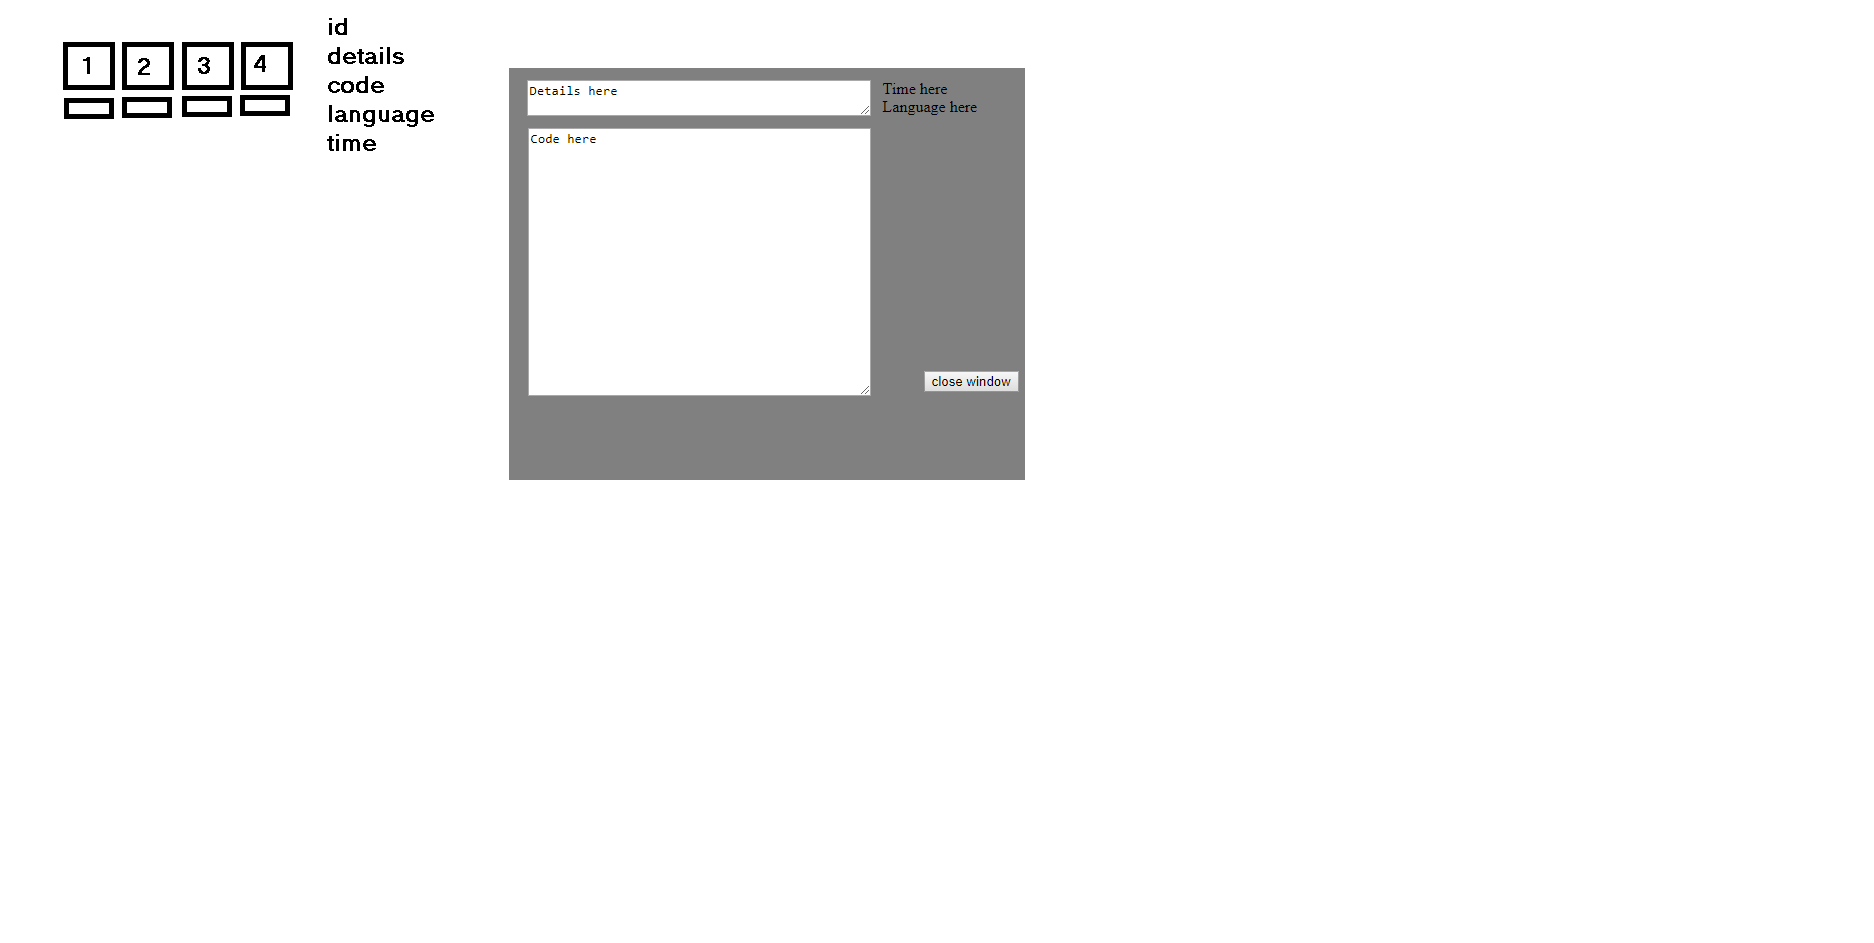 1 2 3 4
id
details
code
language
time
Details here
Time here
Language here
Code here
close window